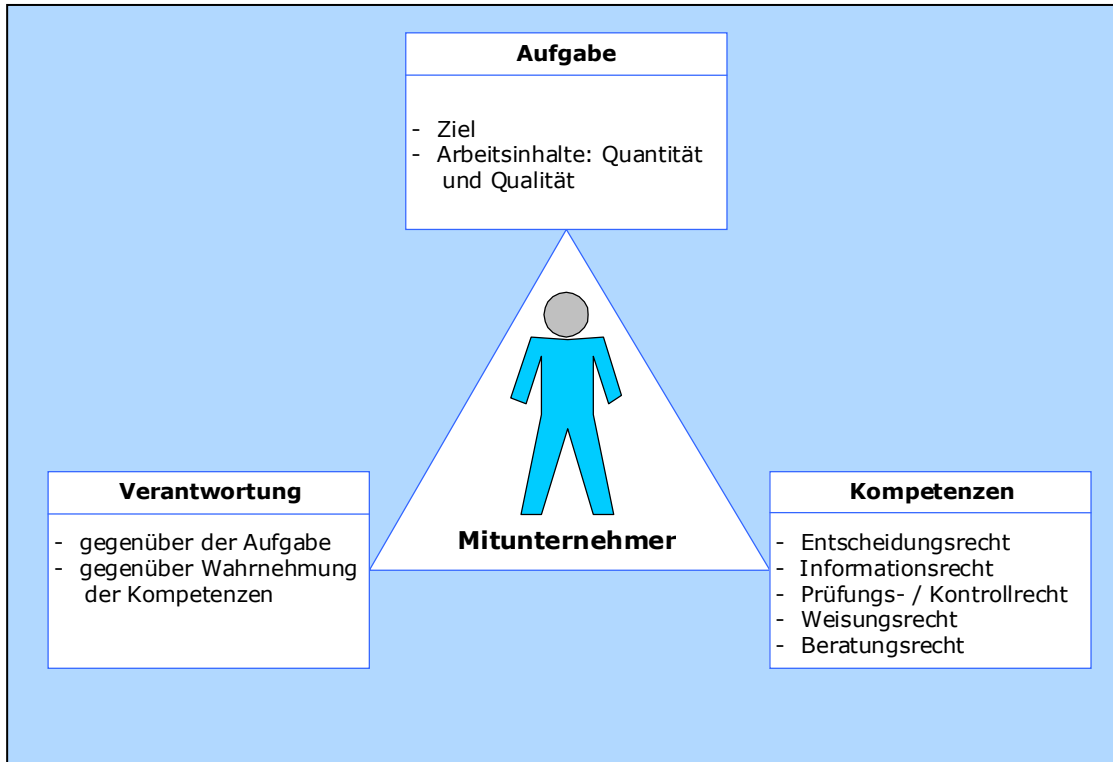 Aufgabe
- Ziel
- Arbeitsinhalte: Quantität
und Qualität
Verantwortung
- gegenüber der Aufgabe
- gegenüber Wahrnehmung
der Kompetenzen
Mitunternehmer
Kompetenzen
- Entscheidungsrecht
- Informationsrecht
- Prüfungs- / Kontrollrecht
- Weisungsrecht
- Beratungsrecht